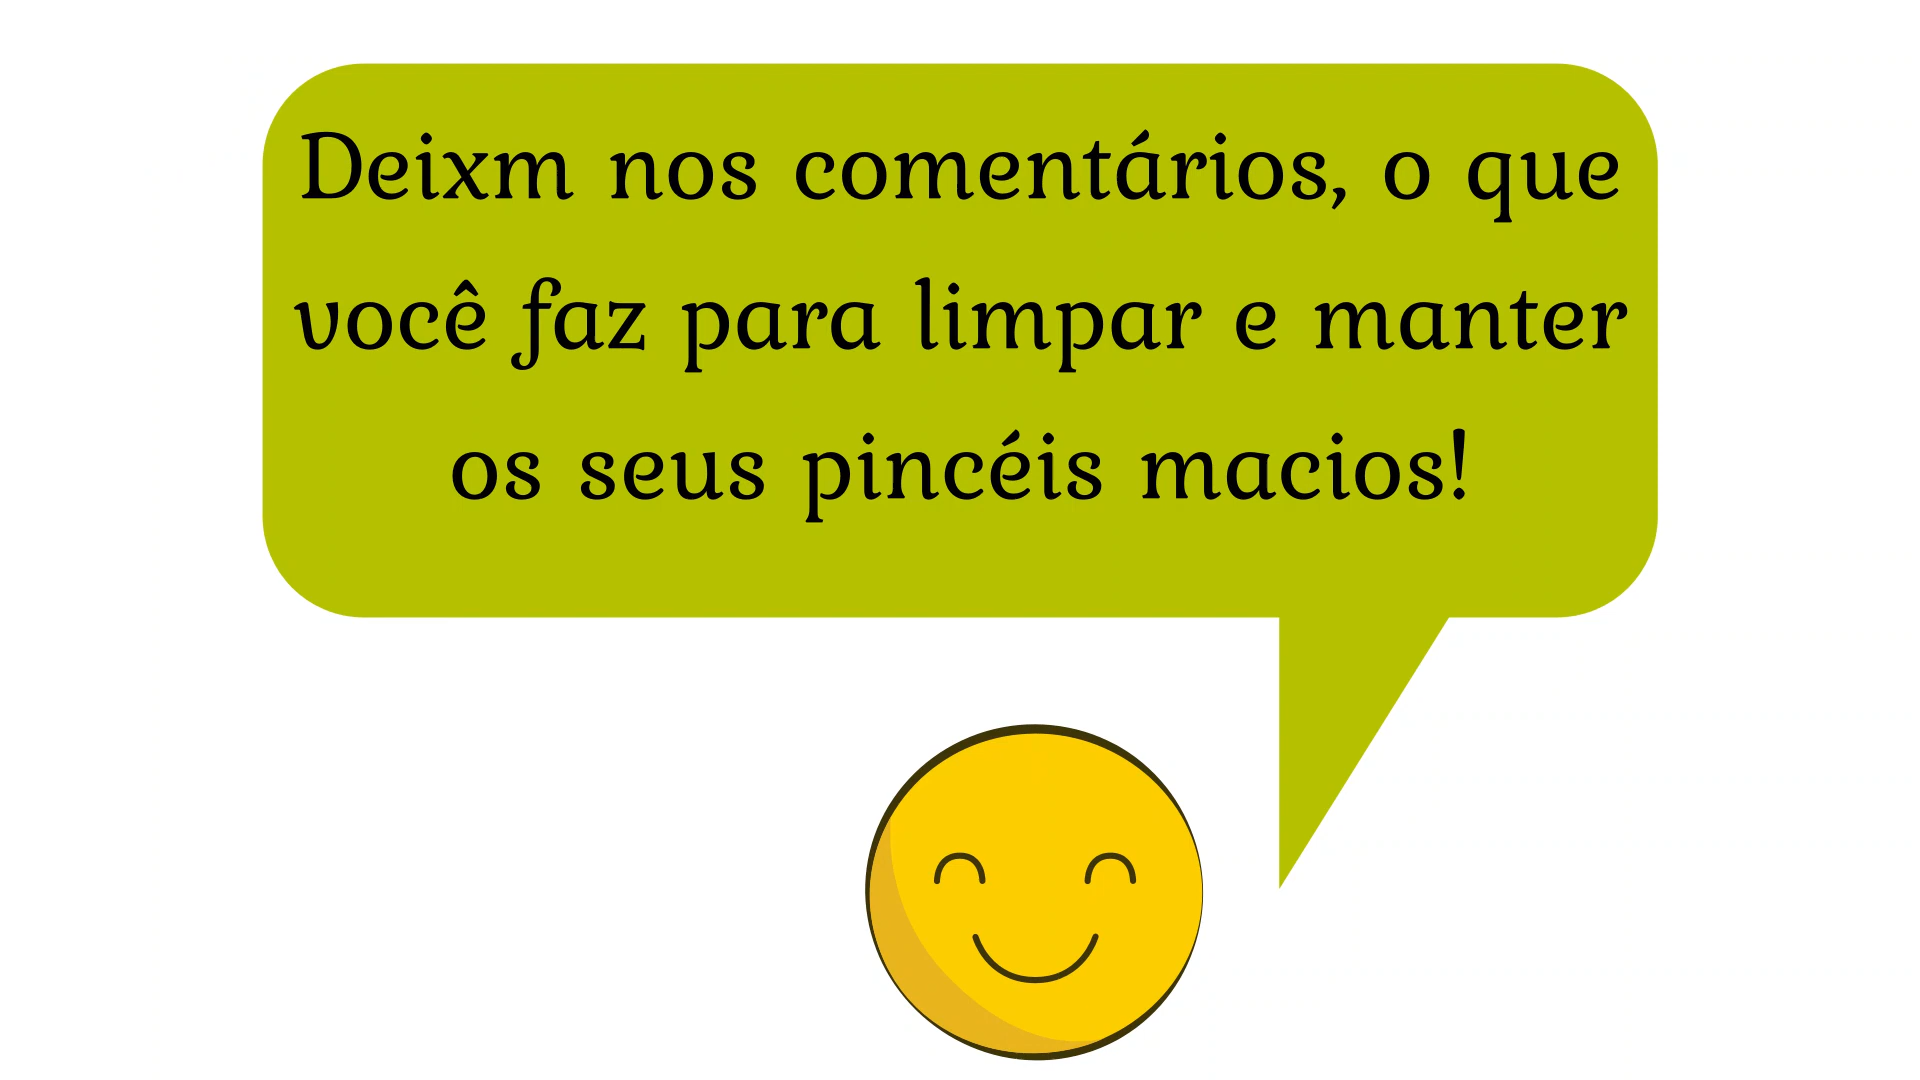 Deixm nos comentários, o que
você faz para limpar e manter
os seus pincéis macios!